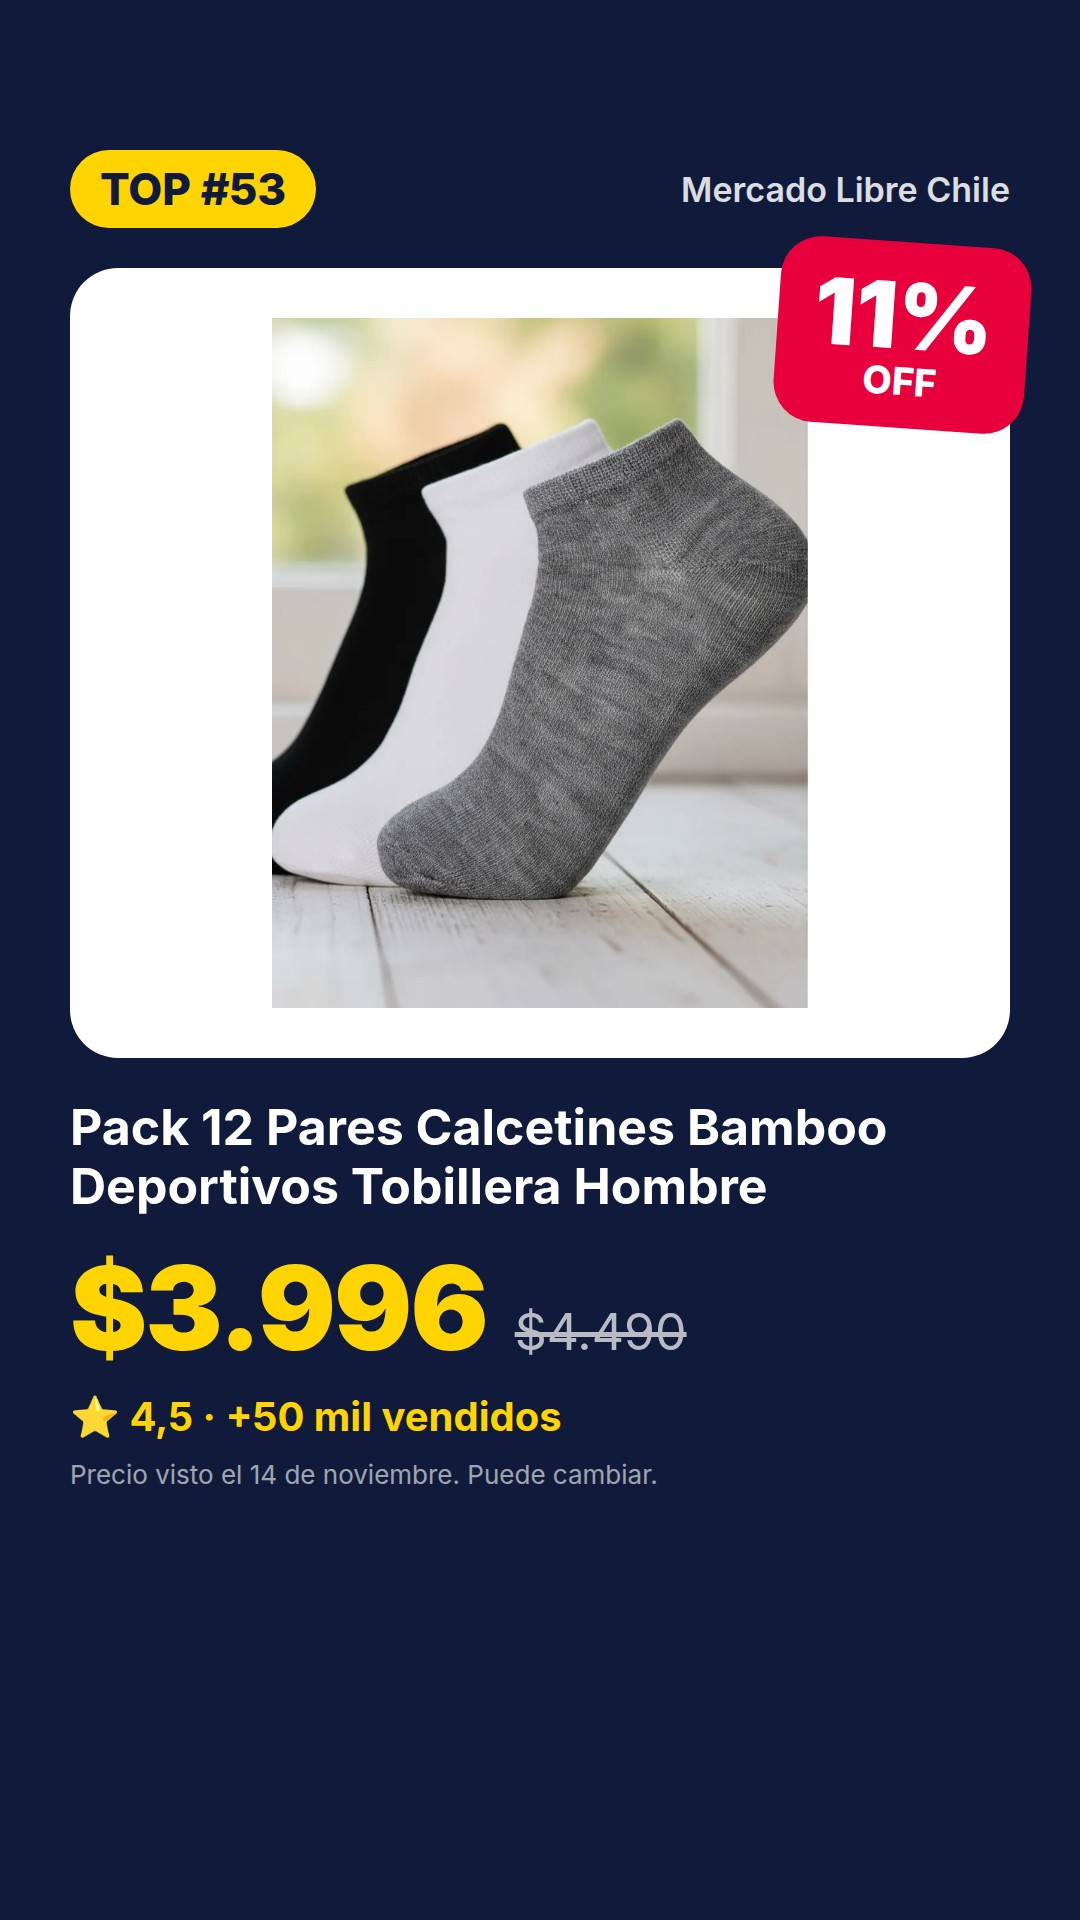 TOP #53
Mercado Libre Chile
11%
OFF
Pack 12 Pares Calcetines Bamboo
Deportivos Tobillera Hombre
$3.996 $4.490
⭐ 4,5 · +50 mil vendidos
Precio visto el 14 de noviembre. Puede cambiar.